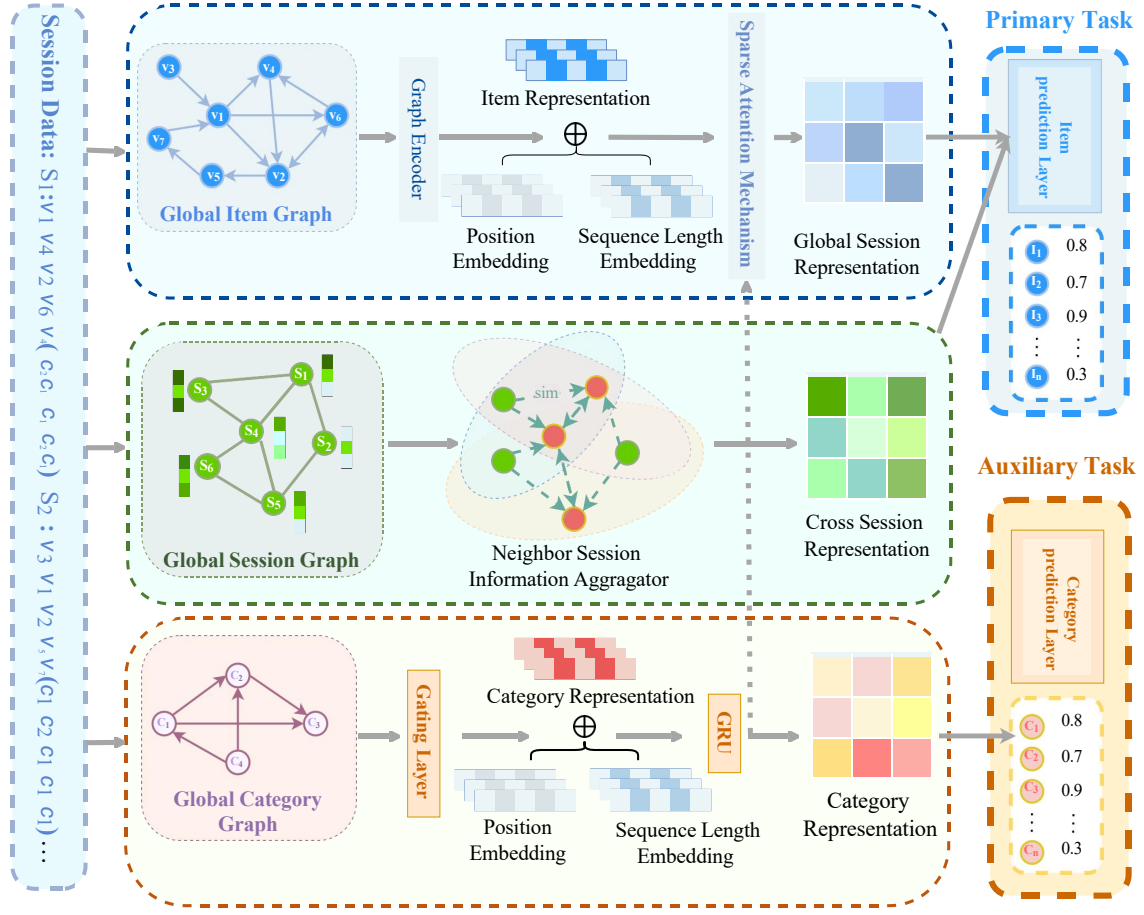 Session Data: S1:v1 v4 v2 v6 v4( c2c1 c1 c2 c1) S2 : v3 v1 v2 v5 v7(c1 c2 c1 c1 c1) ...
v3
v4
v1
v6
v7
v5
v2
Global Item Graph
Graph Encoder
Item Representation
Position
Embedding
Sequence Length
Embedding
Sparse Attention Mechanism
Global Session
Representation
Primary Task
Item
prediction Layer
I1 0.8
I2 0.7
I3 0.9
... ...
In 0.3
S3
S1
S4
S2
S6
S5
Global Session Graph
sim
Neighbor Session
Information Aggragator
Cross Session
Representation
Auxiliary Task
Category
prediction Layer
C1 0.8
C2 0.7
C3 0.9
... ...
Cn 0.3
C2
C1
C3
C4
Global Category
Graph
Gating Layer
Category Representation
Position
Embedding
Sequence Length
Embedding
GRU
Category
Representation